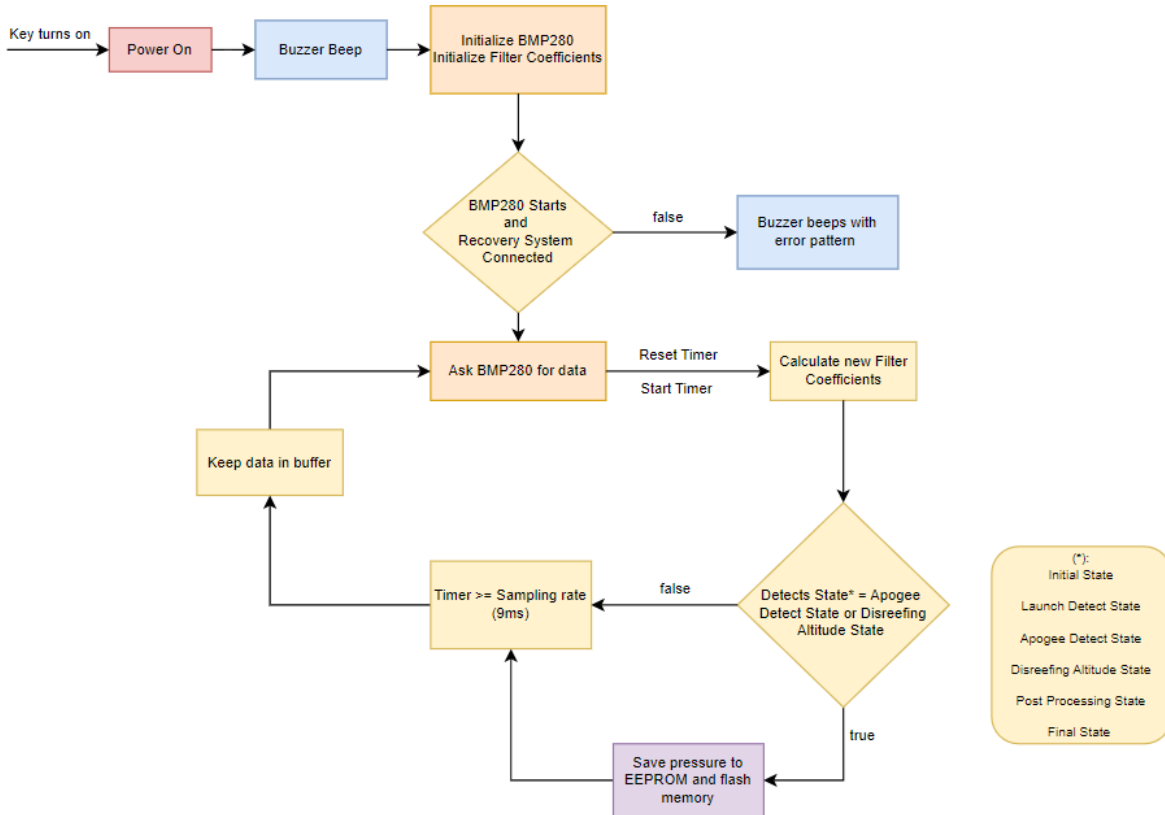 Key turns on
Power On
Buzzer Beep
Initialize BMP280
Initialize Filter Coefficients
BMP280 Starts
and
Recovery System
Connected
false
Buzzer beeps with
error pattern
Ask BMP280 for data
Reset Timer
Start Timer
Calculate new Filter
Coefficients
Keep data in buffer
Timer >= Sampling rate
(9ms)
false
Detects State* = Apogee
Detect State or Disreefing
Altitude State
true
Save pressure to
EEPROM and flash
memory
(*):
Initial State
Launch Detect State
Apogee Detect State
Disreefing Altitude State
Post Processing State
Final State